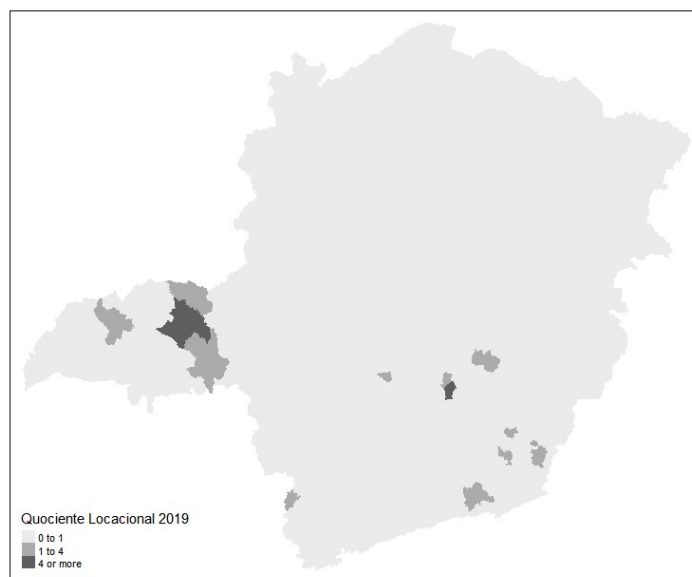 Quociente Locacional 2019
0 to 1
1 to 4
4 or more